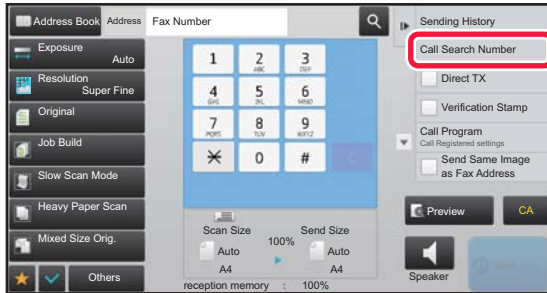 Address Book Address Fax Number
Sending History
Exposure
Auto
Call Search Number
Resolution
Super Fine
Direct TX
Original
Verification Stamp
Job Build
Call Program
Call Registered settings
Slow Scan Mode
Send Same Image
as Fax Address
Heavy Paper Scan
Preview
CA
Mixed Size Orig.
Others
1
2
ABC
3
DEF
4
GHI
5
JKL
6
MNO
7
PQRS
8
TUV
9
WXYZ
0
#
C
Scan Size
100%
Send Size
Auto
Auto
A4
A4
reception memory : 100%
Speaker
Start